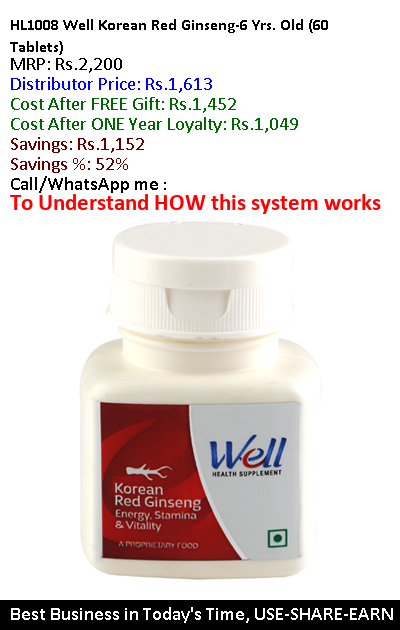 HL1008 Well Korean Red Ginseng-6 Yrs. Old (60
Tablets)
MRP: Rs.2,200
Distributor Price: Rs.1,613
Cost After FREE Gift: Rs.1,452
Cost After ONE Year Loyalty: Rs.1,049
Savings: Rs.1,152
Savings %: 52%
Call/WhatsApp me :
To Understand HOW this system works
Well
HEALTH SUPPLEMENT
Korean
Red Ginseng
Energy, Stamina
& Vitality
A PROPRIETARY FOOD
Best Business in Today's Time, USE-SHARE-EARN